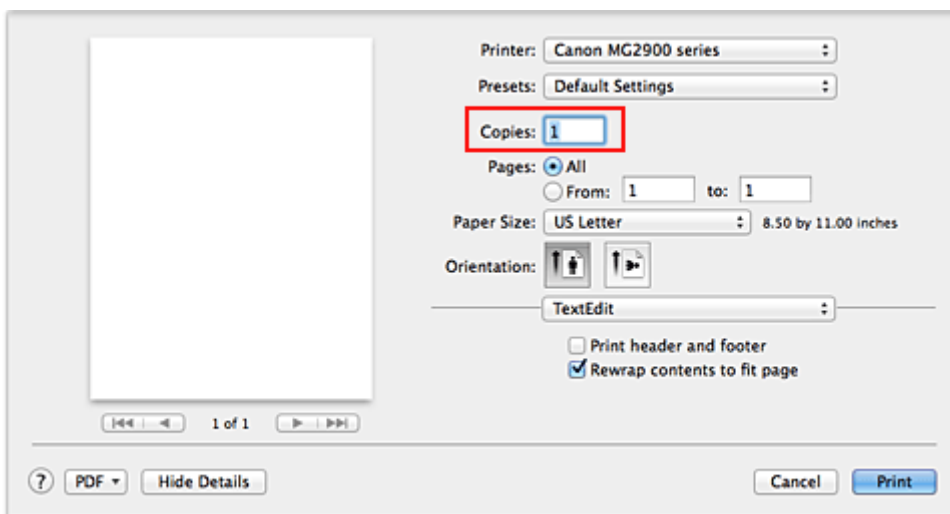 Printer: Canon MG2900 series
Presets: Default Settings
Copies: 1
Pages: All
From: 1 to: 1
Paper Size: US Letter 8.50 by 11.00 inches
Orientation:
TextEdit
Print header and footer
Rewrap contents to fit page
1 of 1
? PDF Hide Details Cancel Print